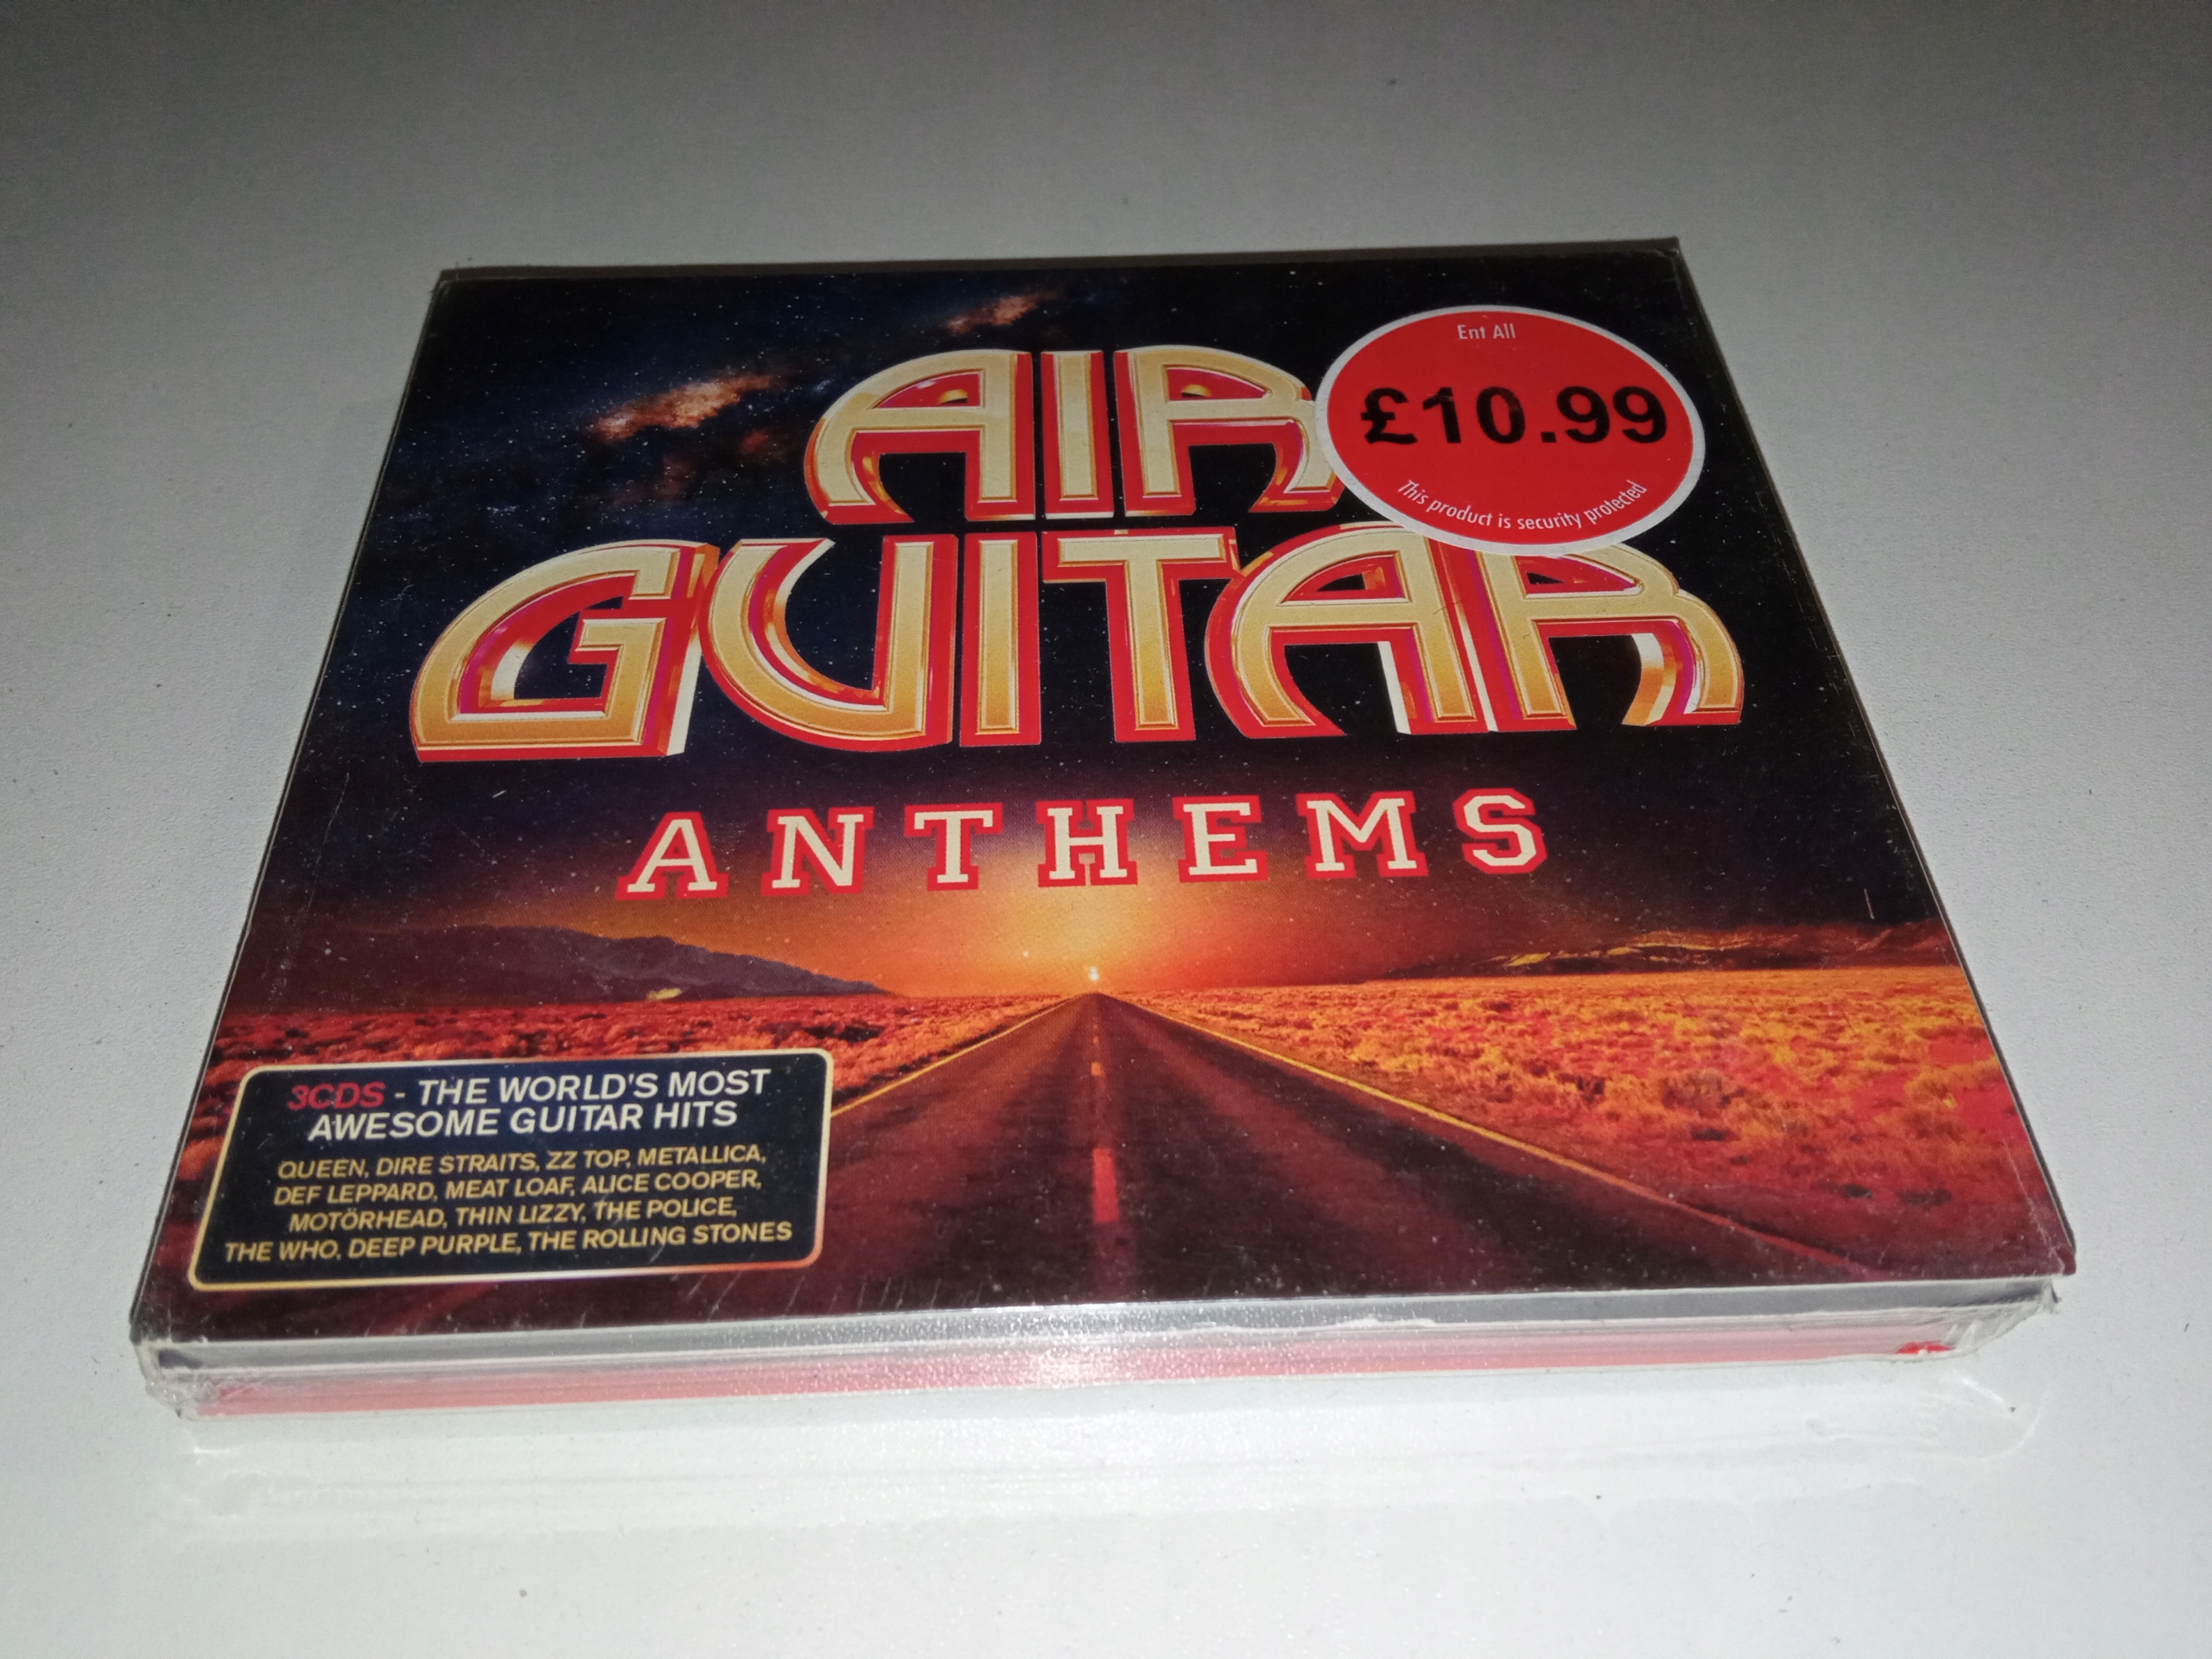 AIR
GUITAR
ANTHEMS
Ent All
£10.99
This product is security protected
3CDS - THE WORLD'S MOST
AWESOME GUITAR HITS
QUEEN, DIRE STRAITS, ZZ TOP, METALLICA,
DEF LEPPARD, MEAT LOAF, ALICE COOPER,
MOTÖRHEAD, THIN LIZZY, THE POLICE,
THE WHO, DEEP PURPLE, THE ROLLING STONES